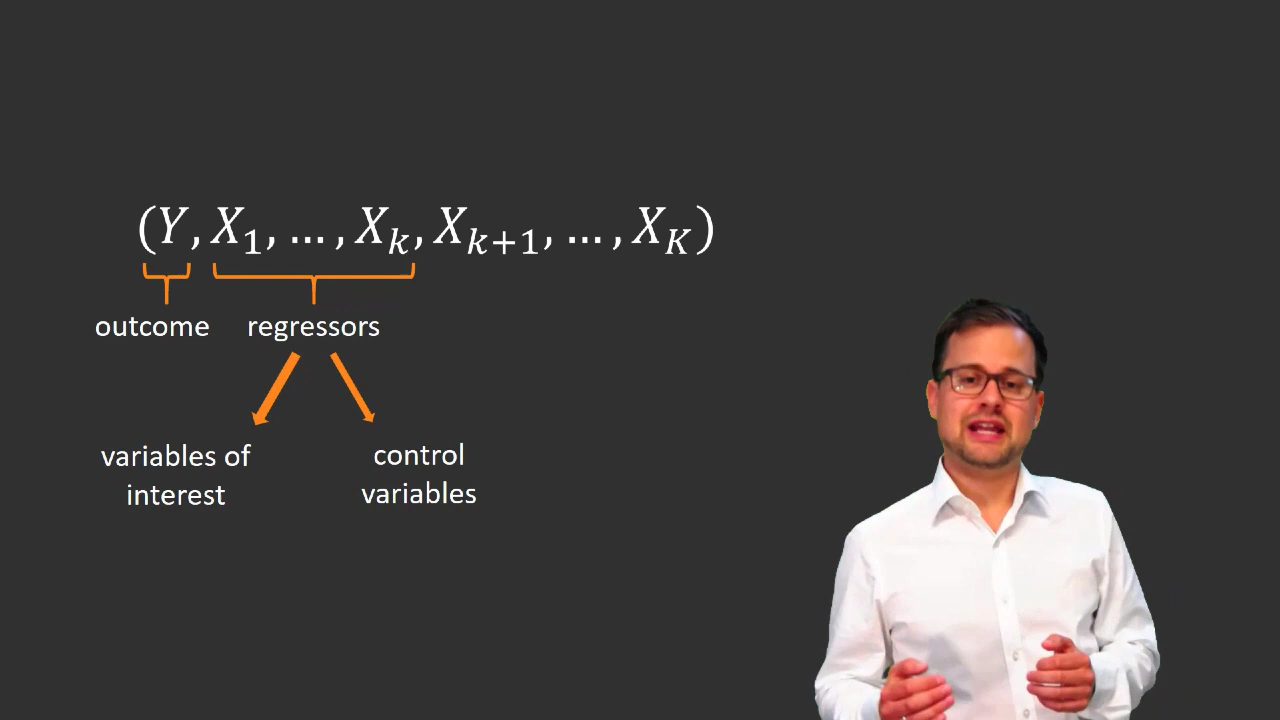 (Y, X₁, … , Xₖ, Xₖ₊₁, … , X_K)
outcome regressors
variables of control
interest variables